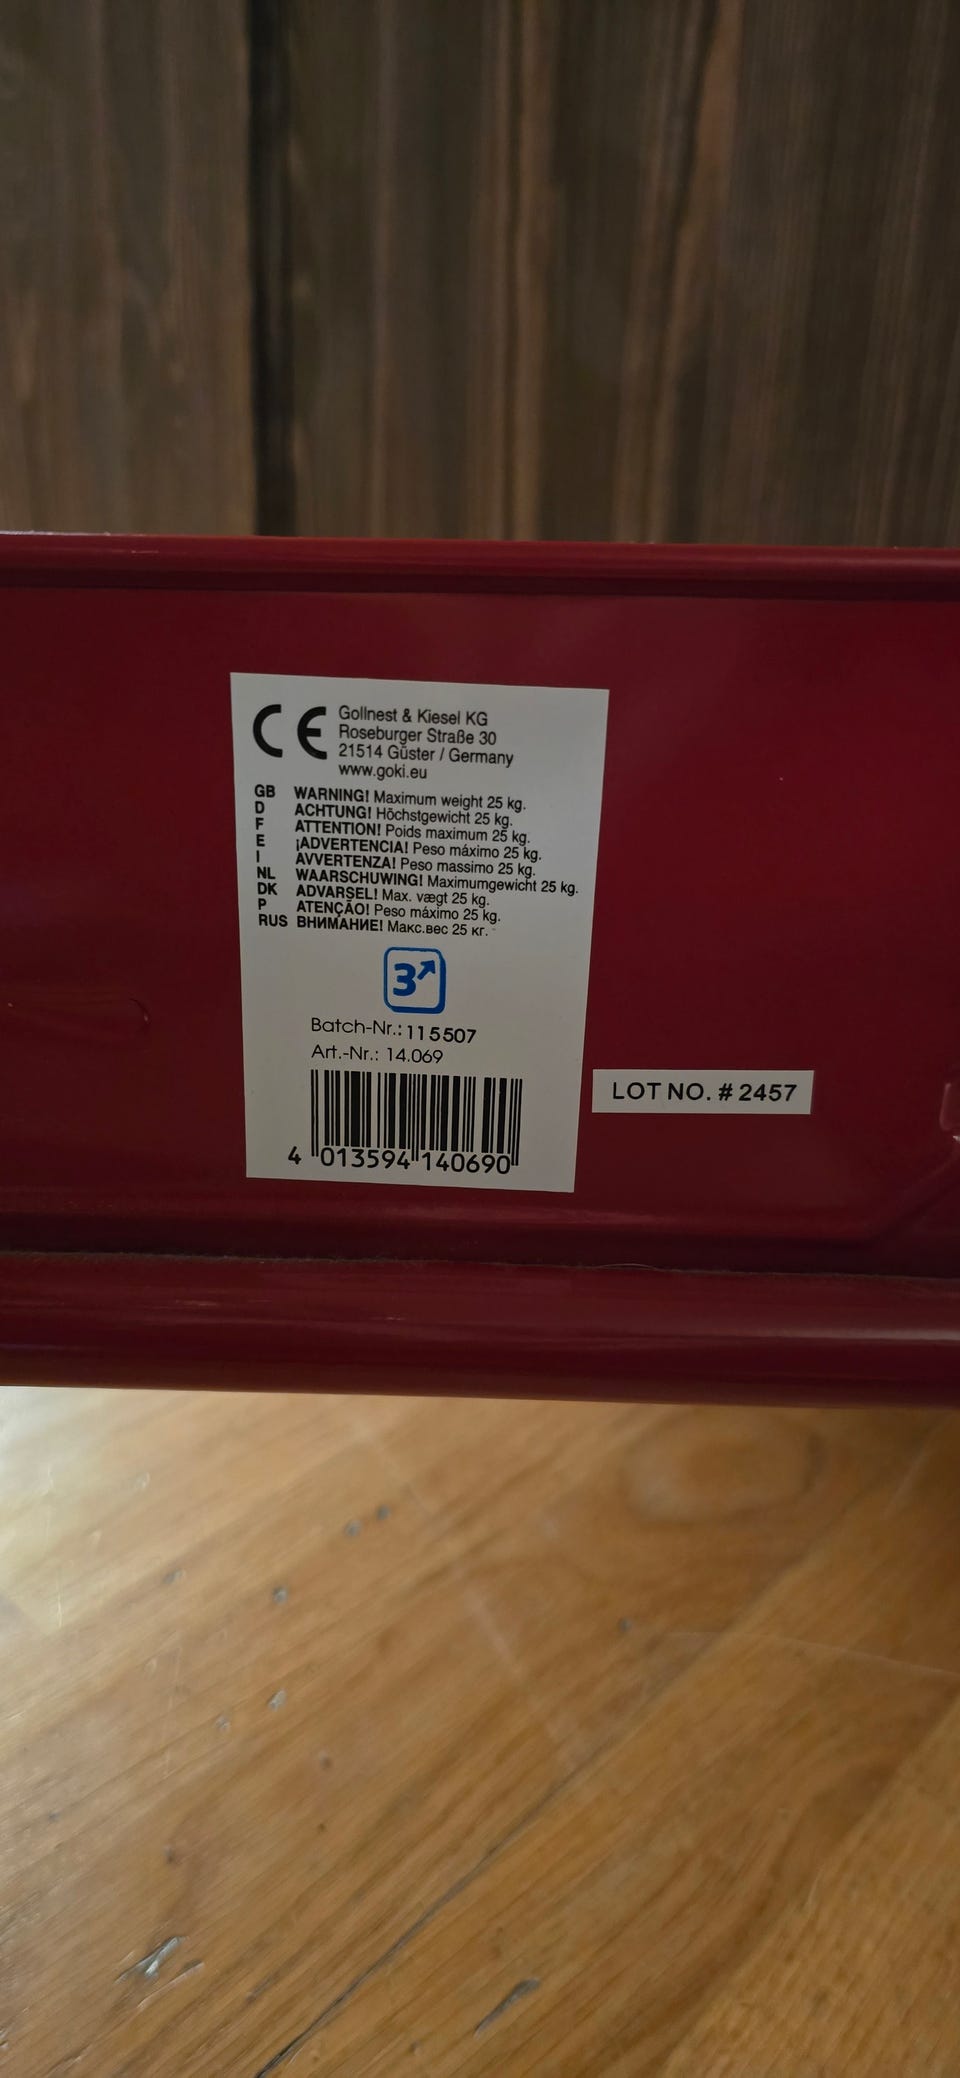 CE
Gollnest & Kiesel KG
Roseburger Straße 30
21514 Güster / Germany
www.goki.eu
GB WARNING! Maximum weight 25 kg.
D ACHTUNG! Höchstgewicht 25 kg.
F ATTENTION! Poids maximum 25 kg.
E ¡ADVERTENCIA! Peso máximo 25 kg.
I AVVERTENZA! Peso massimo 25 kg.
NL WAARSCHUWING! Maximumgewicht 25 kg.
DK ADVARSEL! Max. vægt 25 kg.
P ATENÇÃO! Peso máximo 25 kg.
RUS ВНИМАНИЕ! Макс.вес 25 кг.
3
Batch-Nr.: 115507
Art.-Nr.: 14.069
4 013594 140690
LOT NO. # 2457